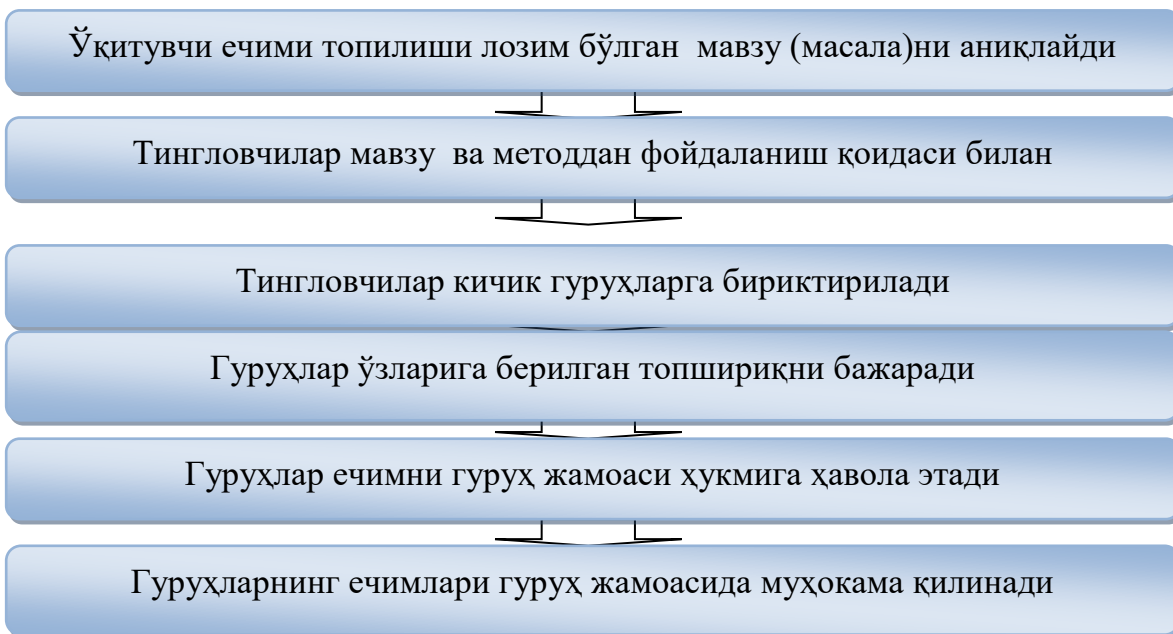 Ўқитувчи ечими топилиши лозим бўлган мавзу (масала)ни аниқлайди
Тингловчилар мавзу ва методдан фойдаланиш қоидаси билан
Тингловчилар кичик гуруҳларга бириктирилади
Гуруҳлар ўзларига берилган топшириқни бажаради
Гуруҳлар ечимни гуруҳ жамоаси ҳукмига ҳавола этади
Гуруҳларнинг ечимлари гуруҳ жамоасида муҳокама қилинади